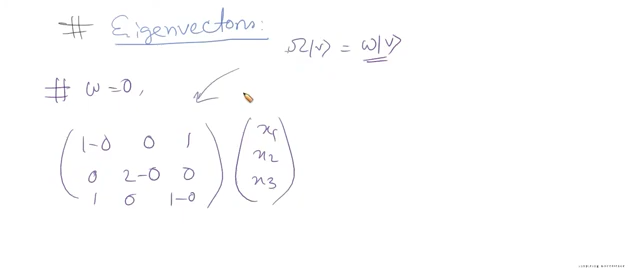 # Eigenvectors:
Ω|v⟩ = ω|v⟩
# ω=0,
1-0 0 1
0 2-0 0
1 0 1-0
x1
x2
x3